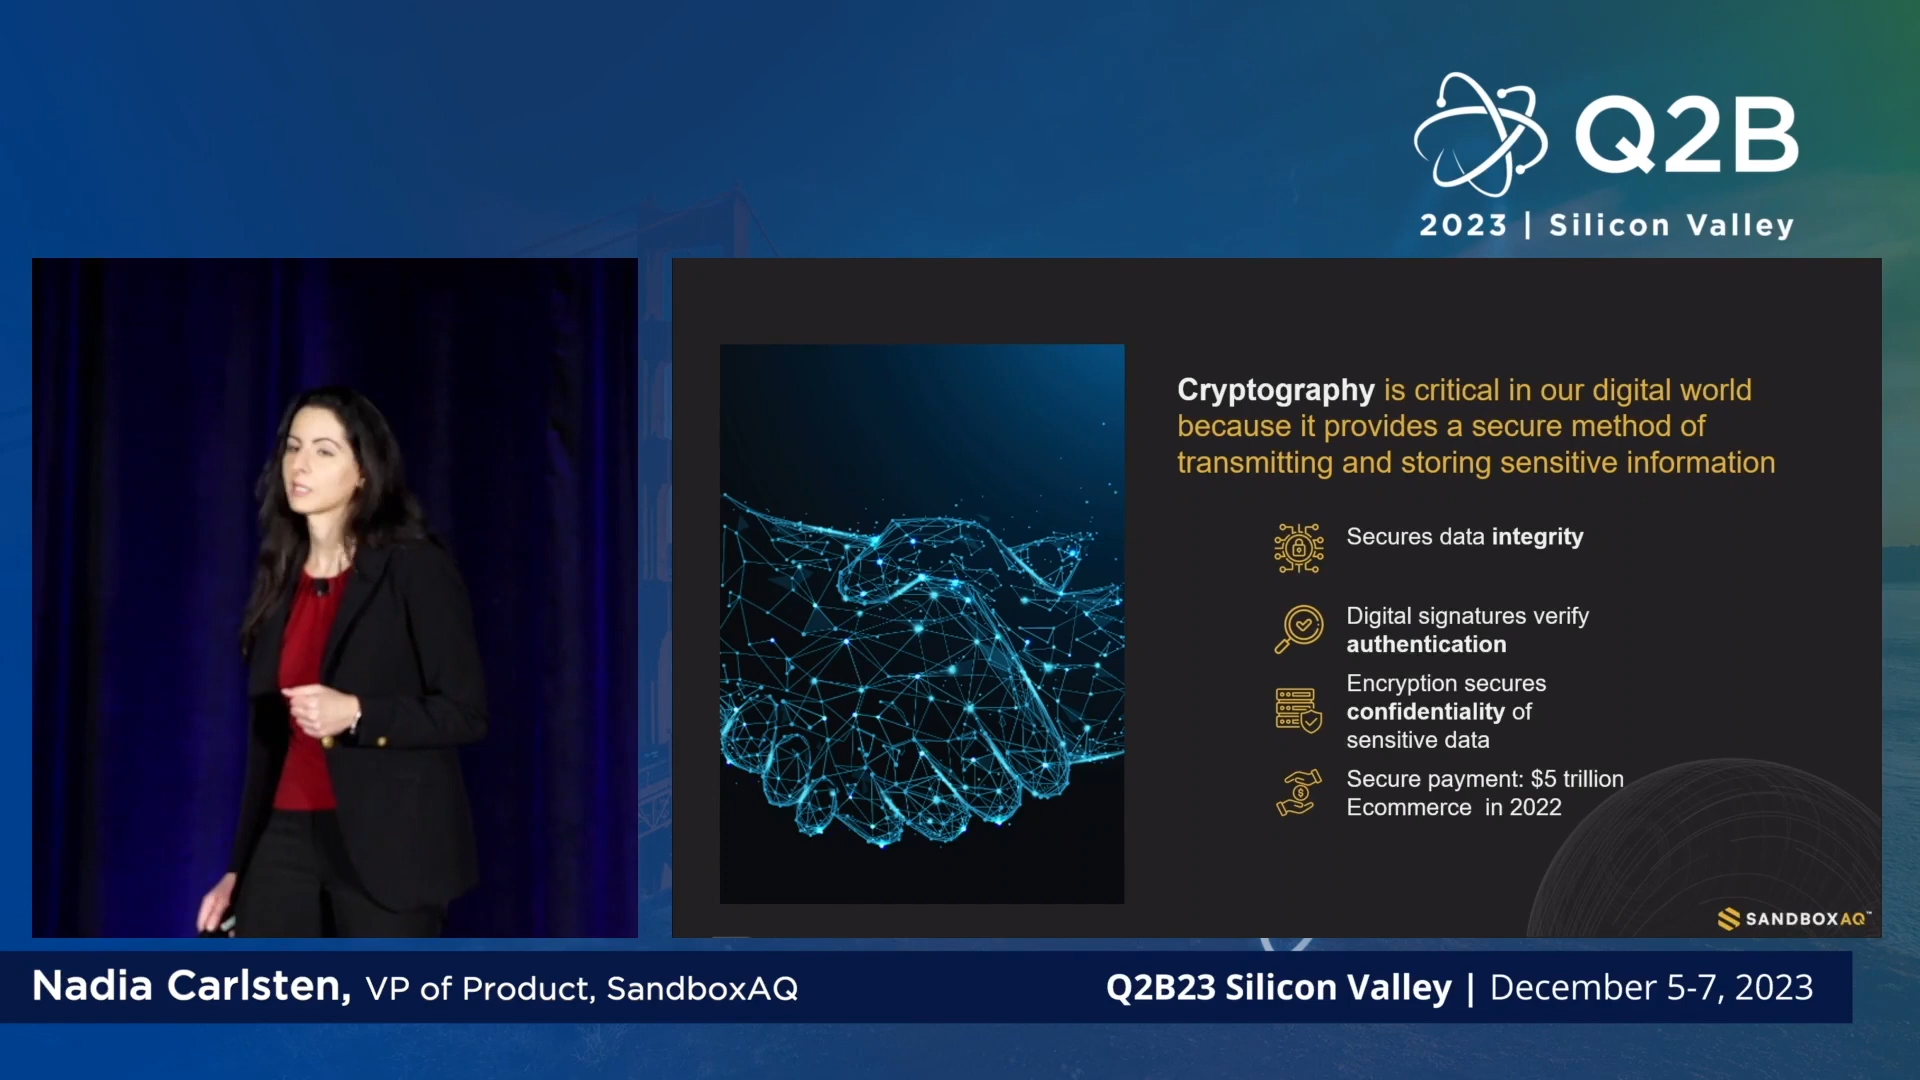 Q2B
2023 | Silicon Valley
Cryptography is critical in our digital world
because it provides a secure method of
transmitting and storing sensitive information
Secures data integrity
Digital signatures verify
authentication
Encryption secures
confidentiality of
sensitive data
Secure payment: $5 trillion
Ecommerce in 2022
SANDBOXAQ™
Nadia Carlsten, VP of Product, SandboxAQ
Q2B23 Silicon Valley | December 5-7, 2023